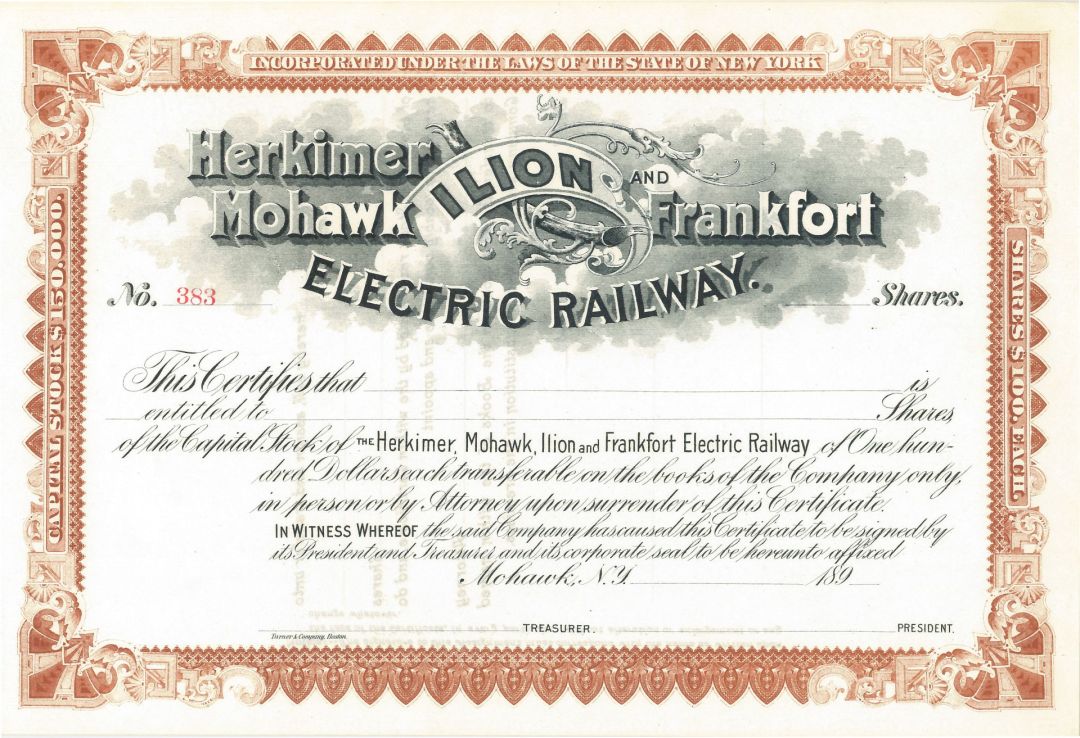 INCORPORATED UNDER THE LAWS OF THE STATE OF NEW YORK
Herkimer
Mohawk
ILION
AND
Frankfort
ELECTRIC RAILWAY.
No. 383
Shares.
CAPITAL STOCK $150.000.
SHARES $100. EACH.
This Certifies that is
entitled to Shares
of the Capital Stock of THE Herkimer, Mohawk, Ilion and Frankfort Electric Railway of One hun-
dred Dollars each transferable on the books of the Company only,
in person or by Attorney upon surrender of this Certificate.
IN WITNESS WHEREOF the said Company has caused this Certificate to be signed by
its President and Treasurer and its corporate seal to be hereunto affixed
Mohawk, N.Y. 189
TREASURER. PRESIDENT.
Turner & Company, Boston.